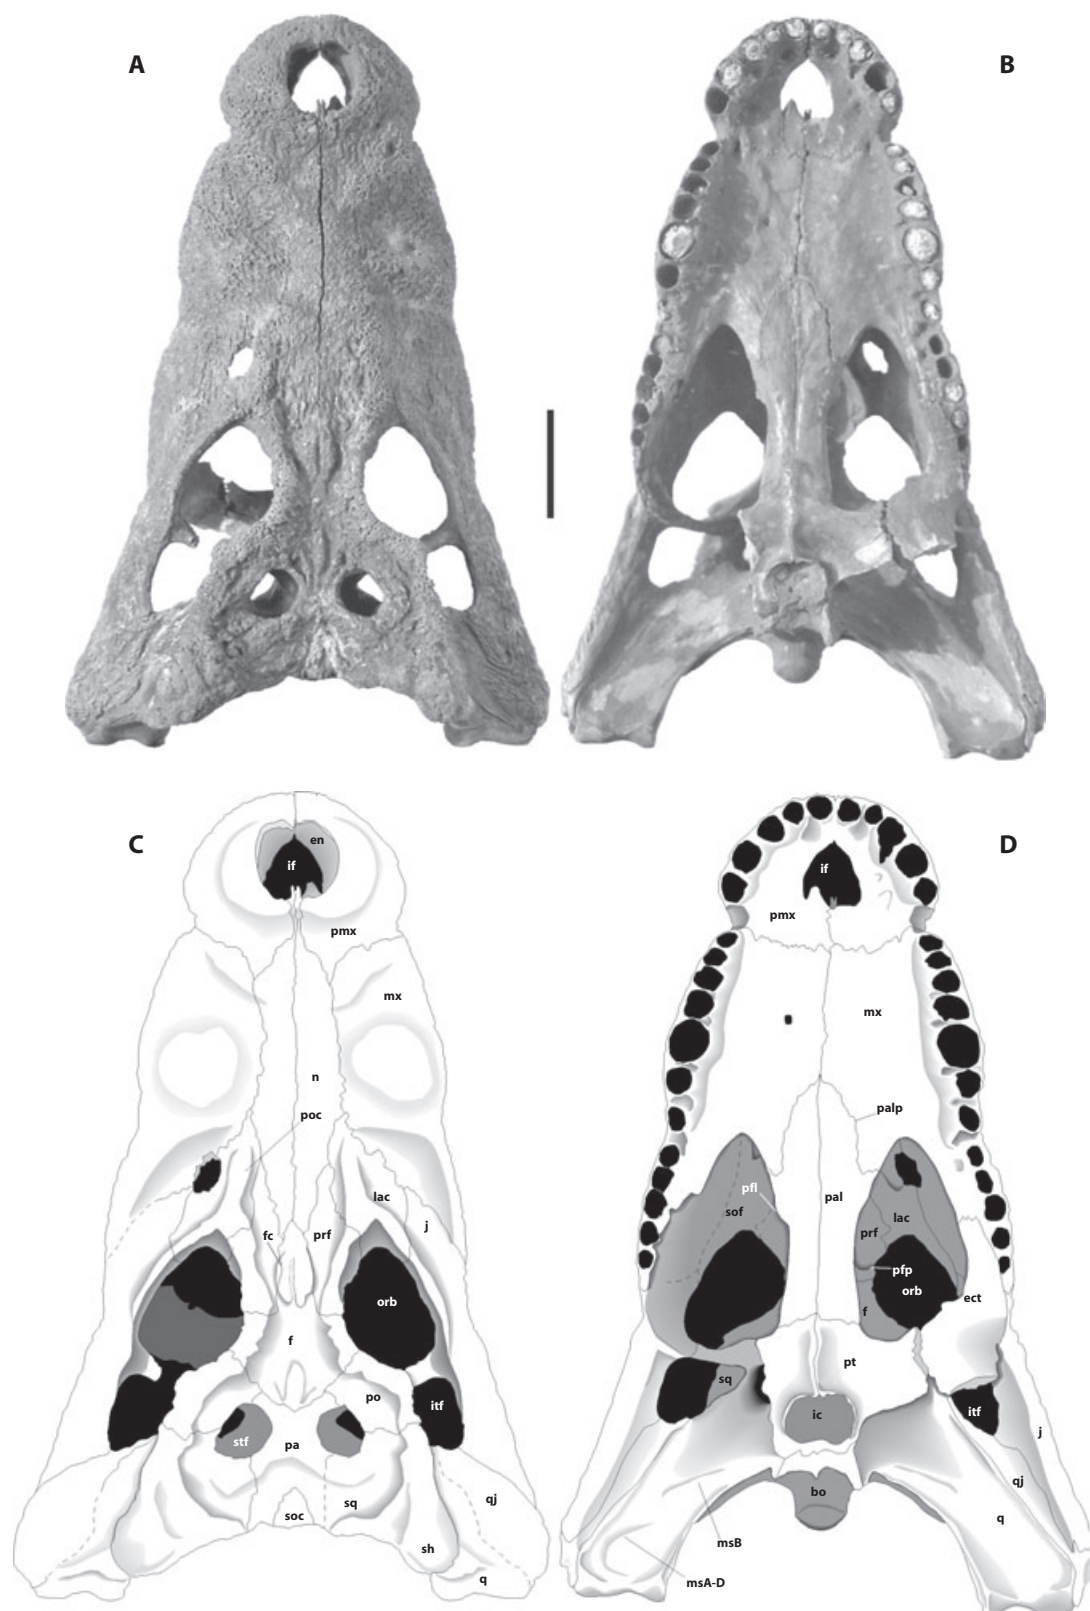 A
B
C
D
en
if
pmx
mx
n
poc
lac
j
fc
prf
orb
f
po
itf
stf
pa
sq
qj
soc
sh
q
if
pmx
mx
palp
pfl
sof
pal
lac
prf
pfp
orb
ect
f
pt
sq
itf
ic
j
qj
bo
q
msB
msA-D